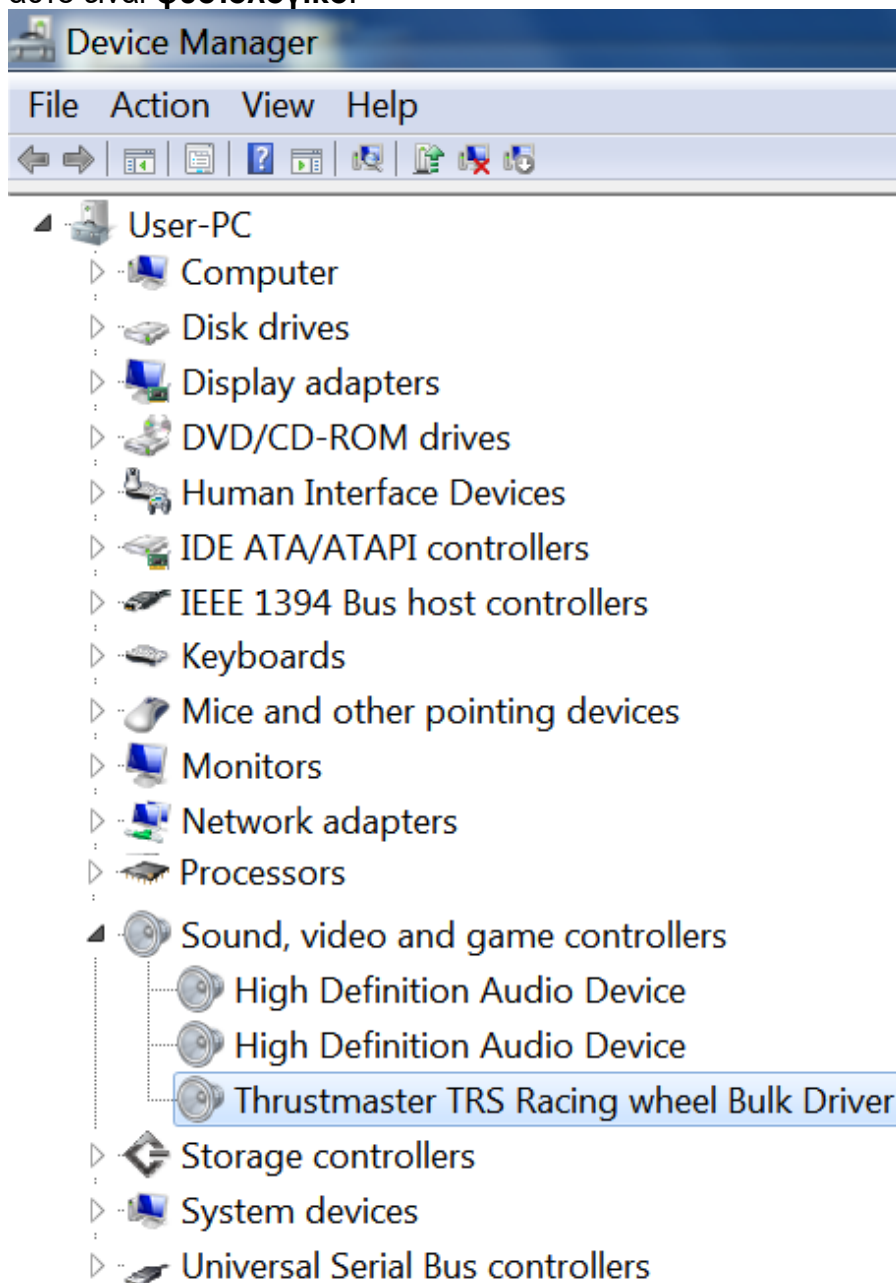 αυτό είναι φυσιολογικό.
Device Manager
File Action View Help
User-PC
Computer
Disk drives
Display adapters
DVD/CD-ROM drives
Human Interface Devices
IDE ATA/ATAPI controllers
IEEE 1394 Bus host controllers
Keyboards
Mice and other pointing devices
Monitors
Network adapters
Processors
Sound, video and game controllers
High Definition Audio Device
High Definition Audio Device
Thrustmaster TRS Racing wheel Bulk Driver
Storage controllers
System devices
Universal Serial Bus controllers